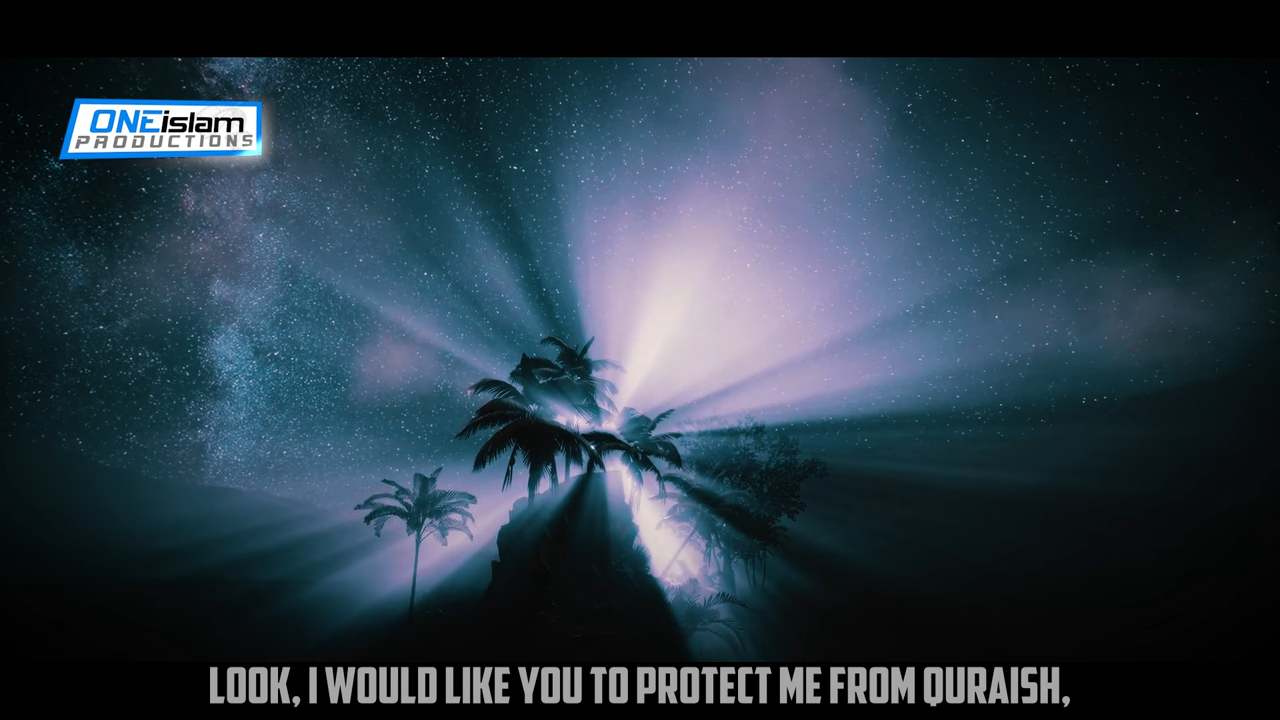 ONEislam
PRODUCTIONS
LOOK, I WOULD LIKE YOU TO PROTECT ME FROM QURAISH,